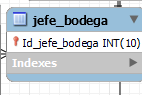 jefe_bodega
Id_jefe_bodega INT(10)
Indexes